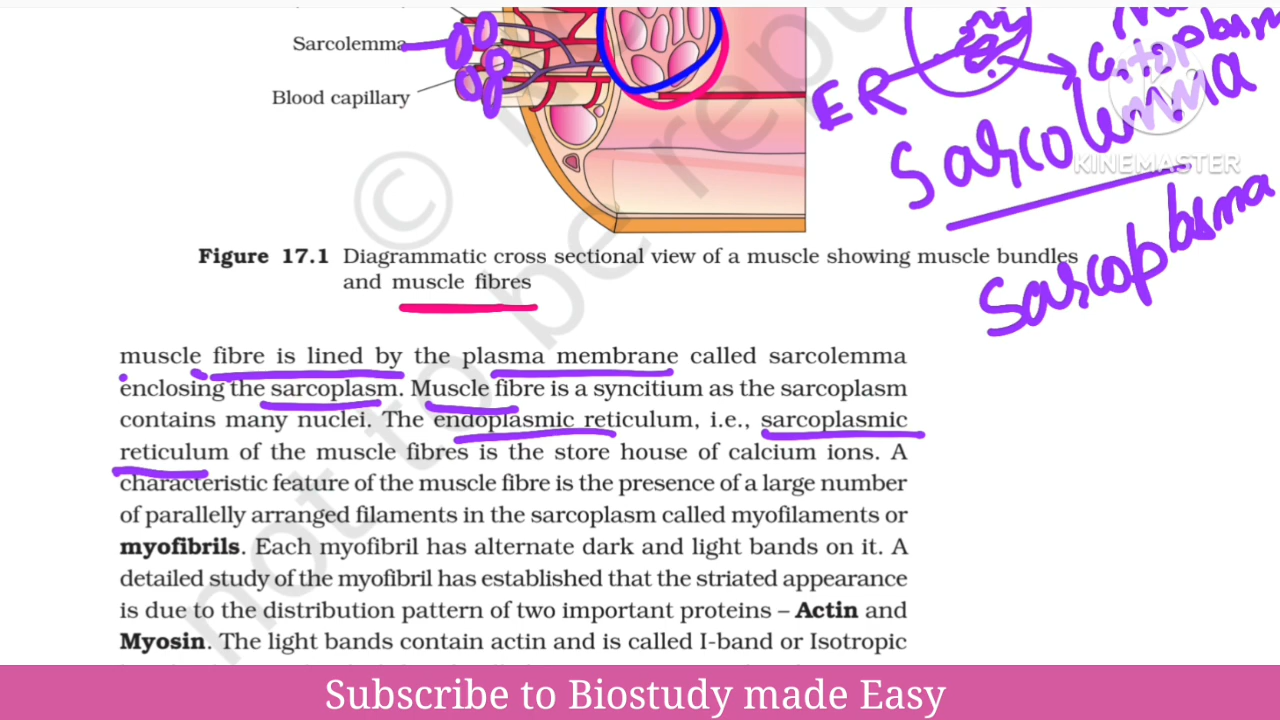 Sarcolemma
Blood capillary
ER
Sarcolemma
KINEMASTER
Sarcoplasma
Figure 17.1 Diagrammatic cross sectional view of a muscle showing muscle bundles
and muscle fibres
muscle fibre is lined by the plasma membrane called sarcolemma
enclosing the sarcoplasm. Muscle fibre is a syncitium as the sarcoplasm
contains many nuclei. The endoplasmic reticulum, i.e., sarcoplasmic
reticulum of the muscle fibres is the store house of calcium ions. A
characteristic feature of the muscle fibre is the presence of a large number
of parallelly arranged filaments in the sarcoplasm called myofilaments or
myofibrils. Each myofibril has alternate dark and light bands on it. A
detailed study of the myofibril has established that the striated appearance
is due to the distribution pattern of two important proteins – Actin and
Myosin. The light bands contain actin and is called I-band or Isotropic
© not to be rep
Subscribe to Biostudy made Easy